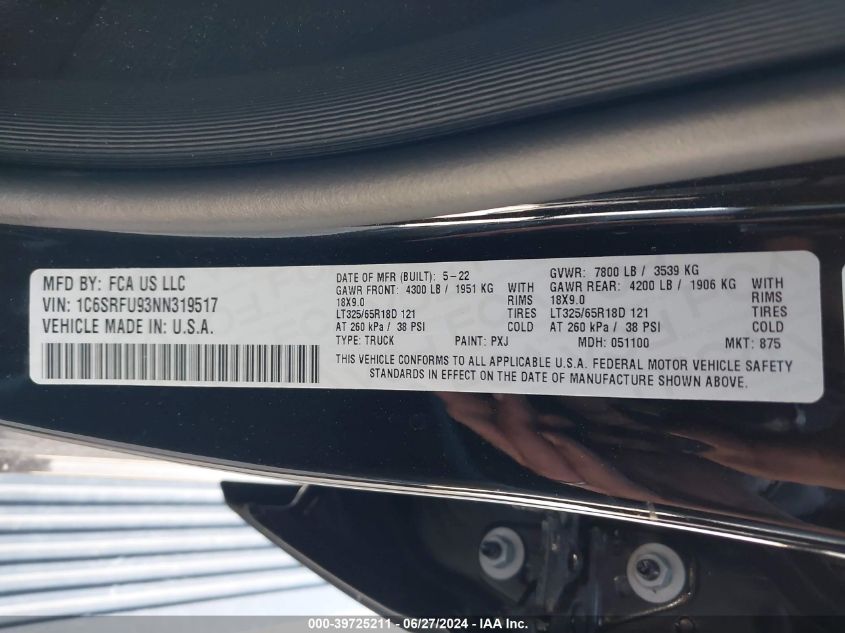 MFD BY: FCA US LLC
VIN: 1C6SRFU93NN319517
VEHICLE MADE IN: U.S.A.
DATE OF MFR (BUILT): 5-22 GVWR: 7800 LB / 3539 KG
GAWR FRONT: 4300 LB / 1951 KG WITH GAWR REAR: 4200 LB / 1906 KG WITH
18X9.0 RIMS 18X9.0 RIMS
LT325/65R18D 121 TIRES LT325/65R18D 121 TIRES
AT 260 kPa / 38 PSI COLD AT 260 kPa / 38 PSI COLD
TYPE: TRUCK PAINT: PXJ MDH: 051100 MKT: 875
THIS VEHICLE CONFORMS TO ALL APPLICABLE U.S.A. FEDERAL MOTOR VEHICLE SAFETY
STANDARDS IN EFFECT ON THE DATE OF MANUFACTURE SHOWN ABOVE.
000-39725211 - 06/27/2024 - IAA Inc.